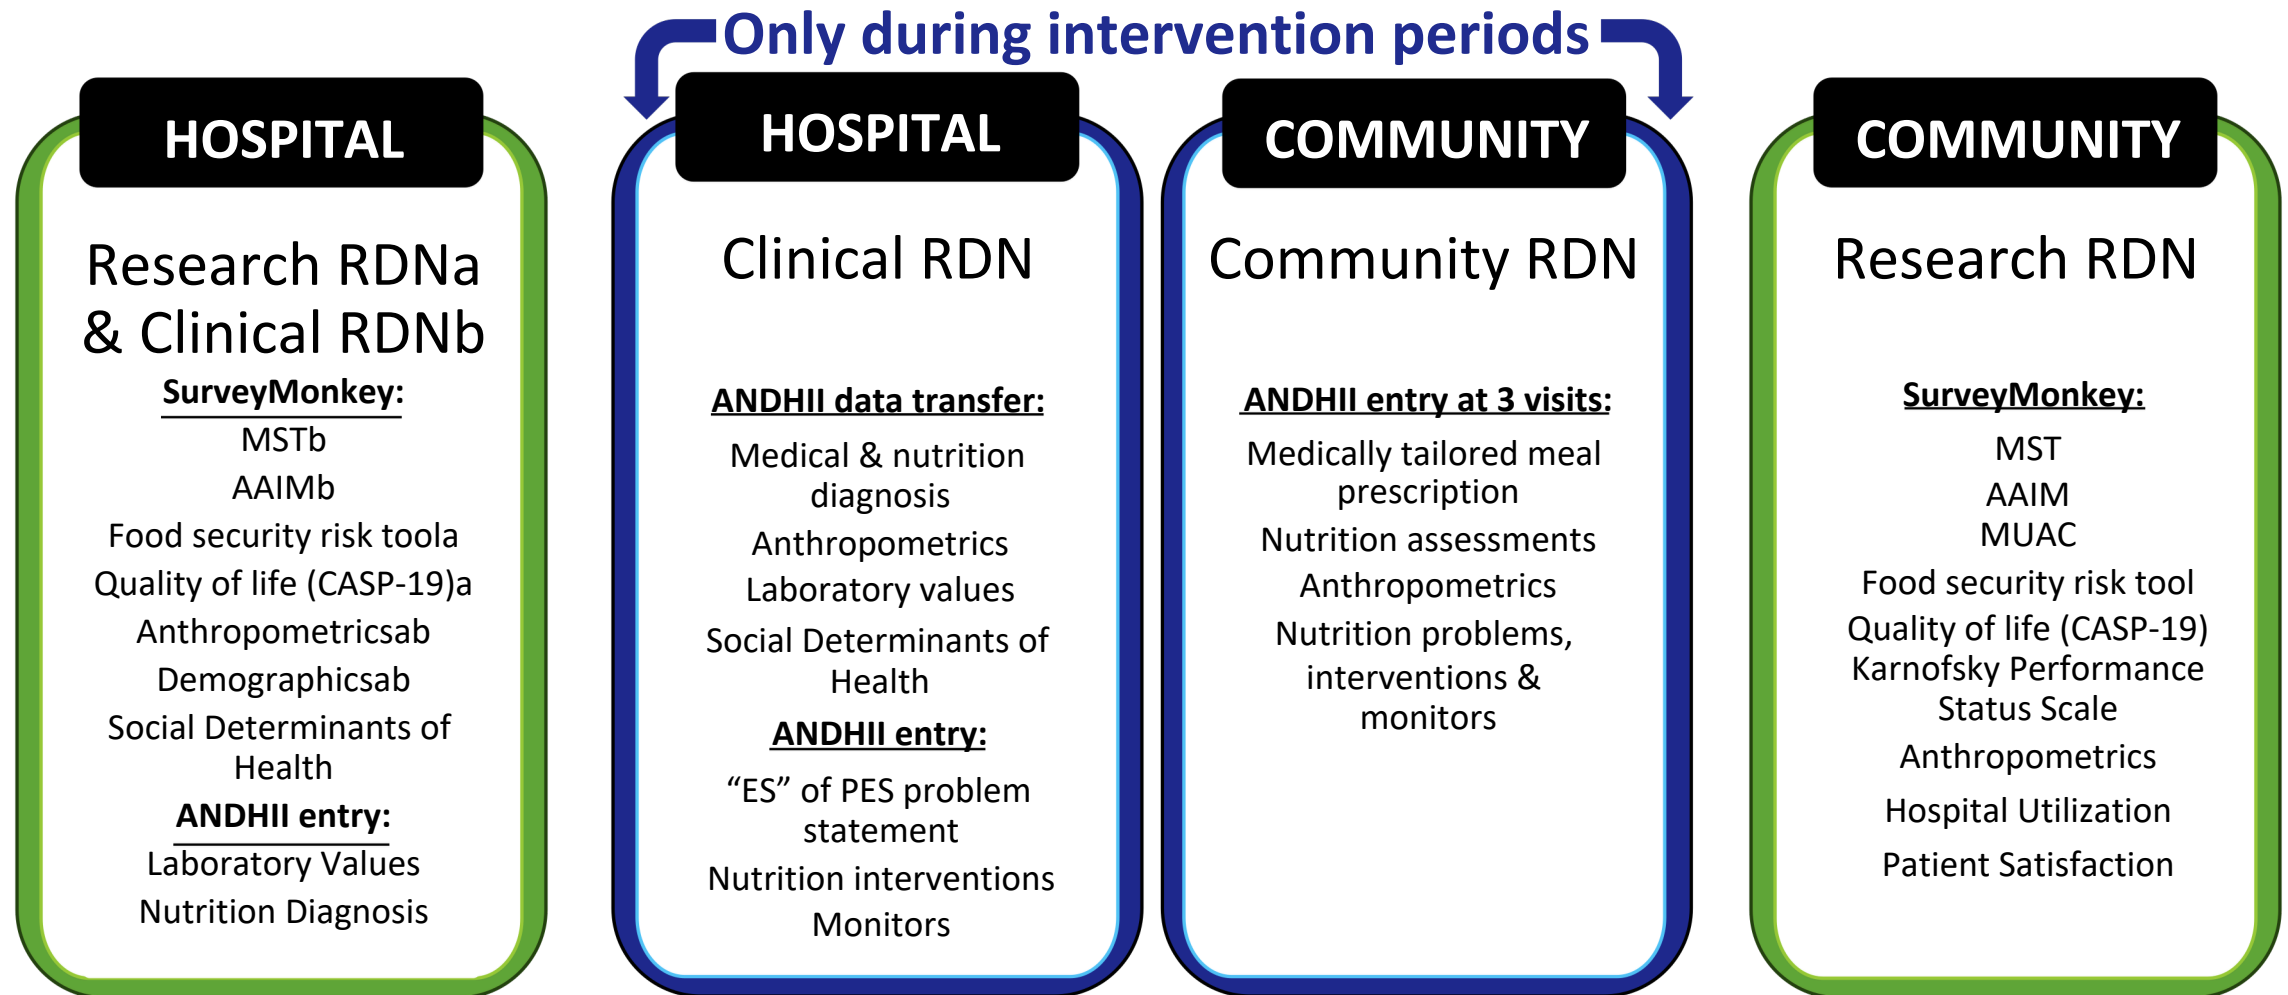 Only during intervention periods
HOSPITAL
Research RDNa
& Clinical RDNb
SurveyMonkey:
MSTb
AAIMb
Food security risk toola
Quality of life (CASP-19)a
Anthropometricsab
Demographicsab
Social Determinants of
Health
ANDHII entry:
Laboratory Values
Nutrition Diagnosis
HOSPITAL
Clinical RDN
ANDHII data transfer:
Medical & nutrition
diagnosis
Anthropometrics
Laboratory values
Social Determinants of
Health
ANDHII entry:
“ES” of PES problem
statement
Nutrition interventions
Monitors
COMMUNITY
Community RDN
ANDHII entry at 3 visits:
Medically tailored meal
prescription
Nutrition assessments
Anthropometrics
Nutrition problems,
interventions &
monitors
COMMUNITY
Research RDN
SurveyMonkey:
MST
AAIM
MUAC
Food security risk tool
Quality of life (CASP-19)
Karnofsky Performance
Status Scale
Anthropometrics
Hospital Utilization
Patient Satisfaction